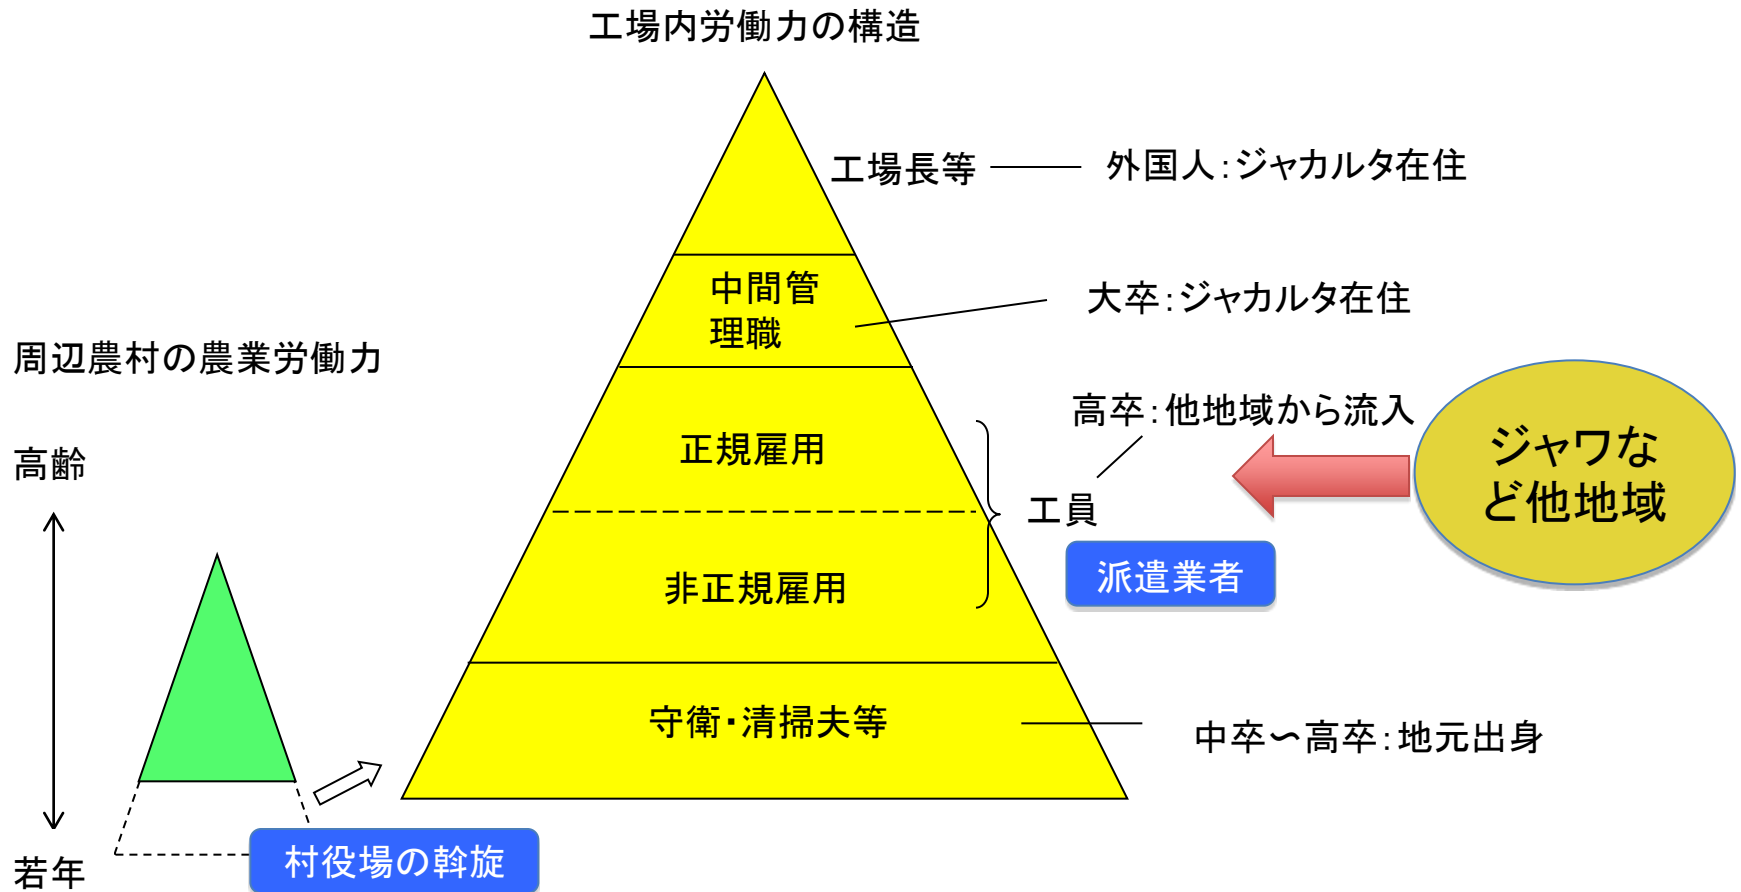 工場内労働力の構造
工場長等
外国人:ジャカルタ在住
中間管
理職
大卒:ジャカルタ在住
周辺農村の農業労働力
高卒:他地域から流入
正規雇用
ジャワな
ど他地域
高齢
工員
派遣業者
非正規雇用
守衛・清掃夫等
中卒〜高卒:地元出身
村役場の斡旋
若年